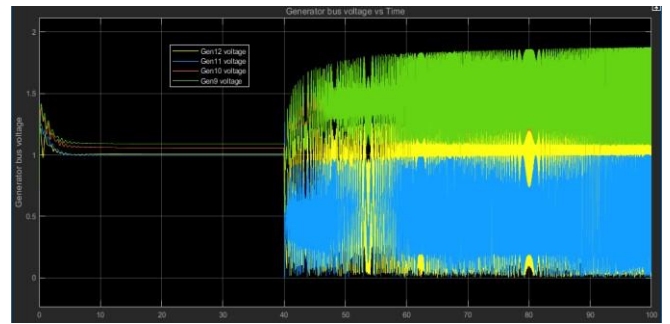 Generator bus voltage vs Time
Generator bus voltage
2
1.5
1
0.5
0
Gen12 voltage
Gen11 voltage
Gen10 voltage
Gen9 voltage
0 10 20 30 40 50 60 70 80 90 100